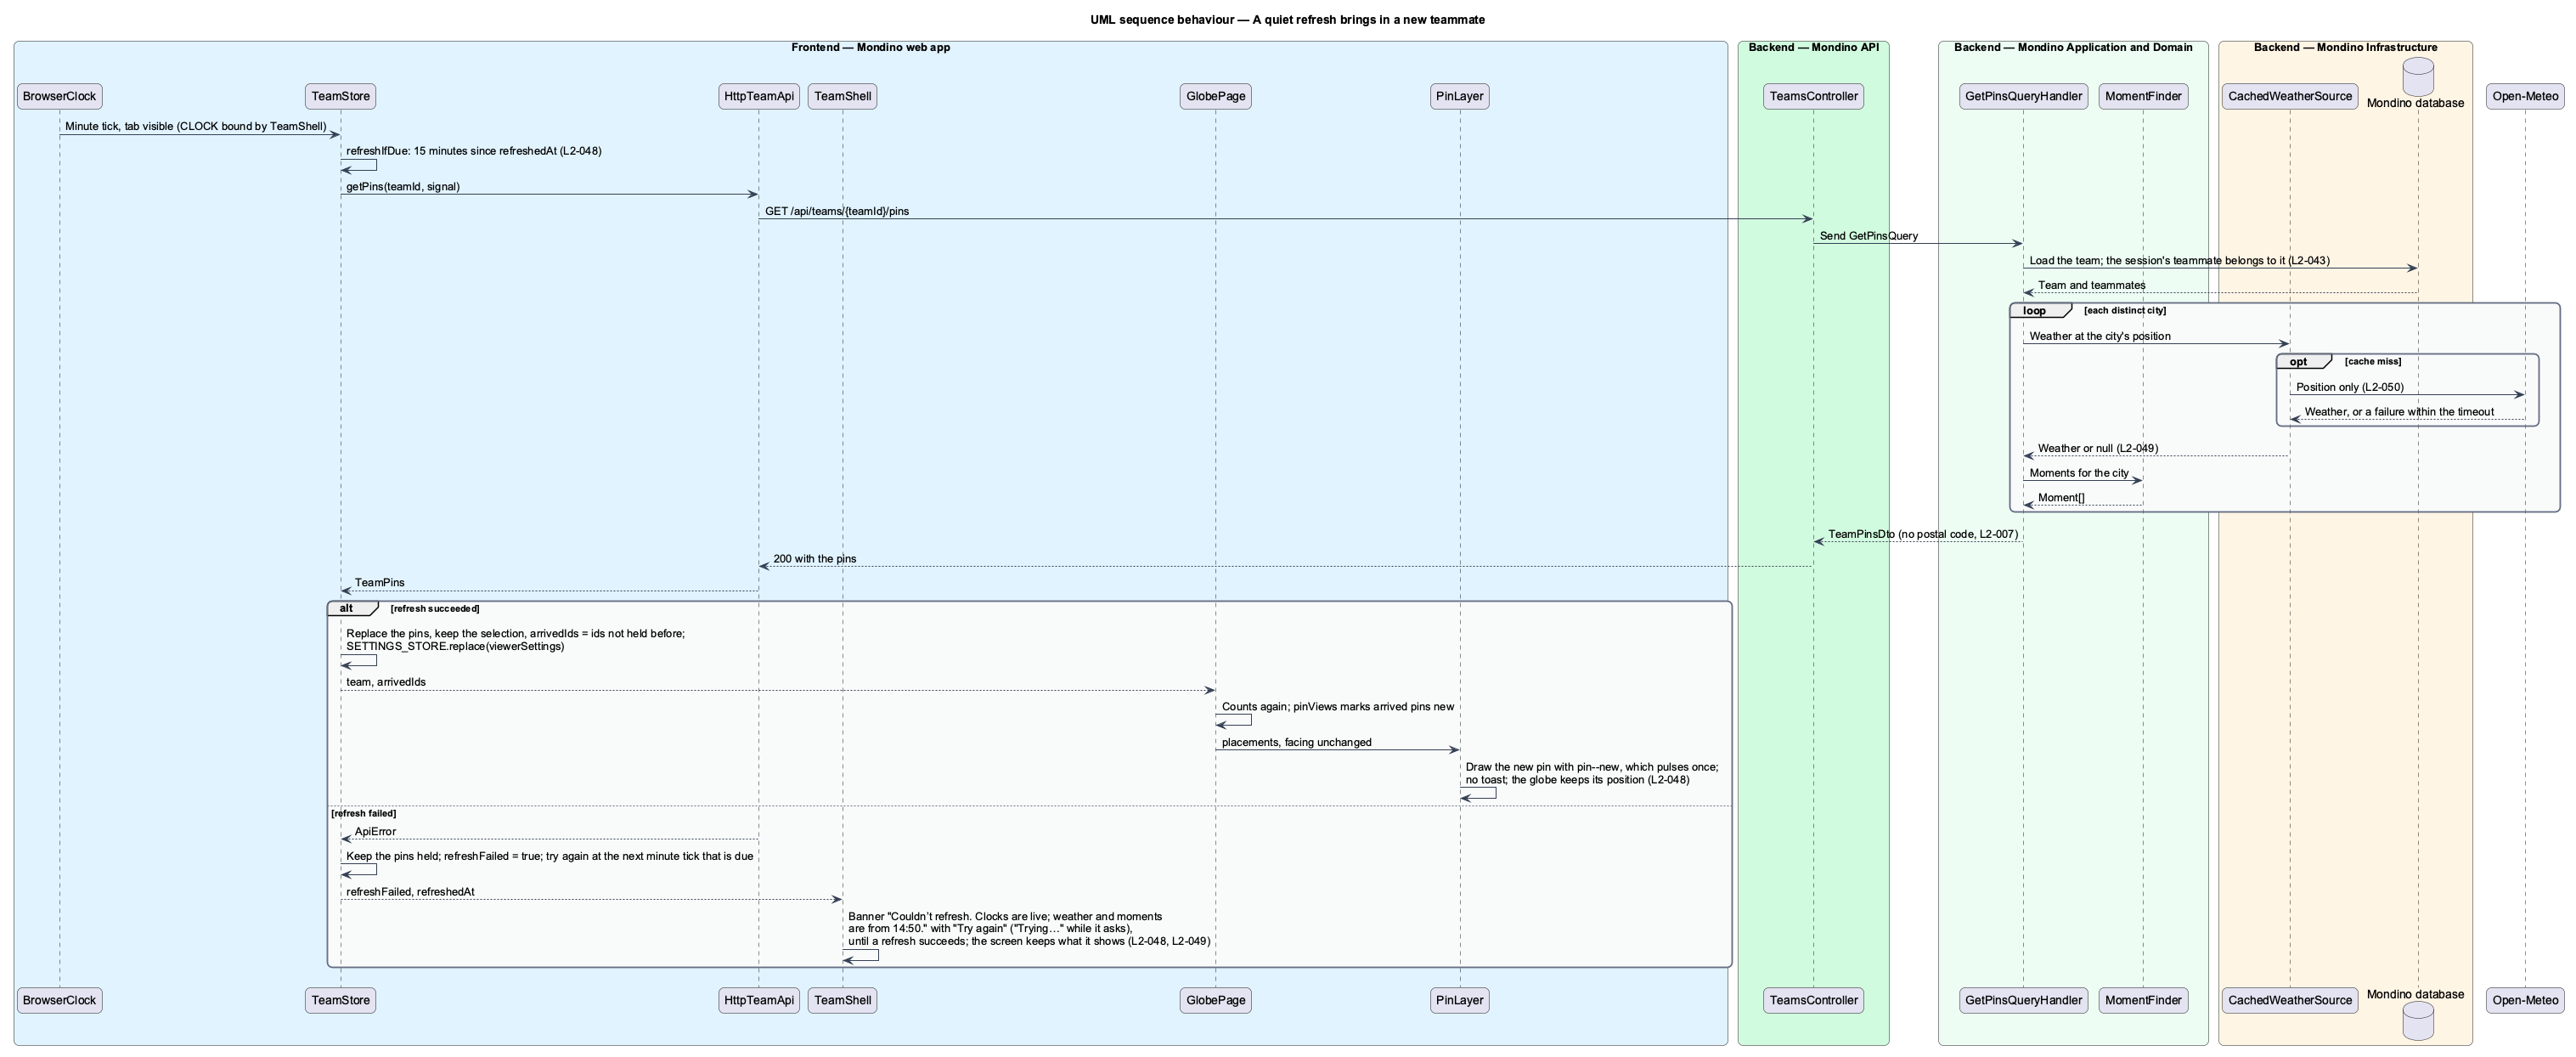 UML sequence behaviour — A quiet refresh brings in a new teammate
Frontend — Mondino web app
Backend — Mondino API
Backend — Mondino Application and Domain
Backend — Mondino Infrastructure
BrowserClock
TeamStore
HttpTeamApi
TeamShell
GlobePage
PinLayer
TeamsController
GetPinsQueryHandler
MomentFinder
CachedWeatherSource
Mondino database
Open-Meteo
Minute tick, tab visible (CLOCK bound by TeamShell)
refreshIfDue: 15 minutes since refreshedAt (L2-048)
getPins(teamId, signal)
GET /api/teams/{teamId}/pins
Send GetPinsQuery
Load the team; the session's teammate belongs to it (L2-043)
Team and teammates
loop
[each distinct city]
Weather at the city's position
opt
[cache miss]
Position only (L2-050)
Weather, or a failure within the timeout
Weather or null (L2-049)
Moments for the city
Moment[]
TeamPinsDto (no postal code, L2-007)
200 with the pins
TeamPins
alt
[refresh succeeded]
Replace the pins, keep the selection, arrivedIds = ids not held before;
SETTINGS_STORE.replace(viewerSettings)
team, arrivedIds
Counts again; pinViews marks arrived pins new
placements, facing unchanged
Draw the new pin with pin--new, which pulses once;
no toast; the globe keeps its position (L2-048)
[refresh failed]
ApiError
Keep the pins held; refreshFailed = true; try again at the next minute tick that is due
refreshFailed, refreshedAt
Banner "Couldn't refresh. Clocks are live; weather and moments
are from 14:50." with "Try again" ("Trying…" while it asks),
until a refresh succeeds; the screen keeps what it shows (L2-048, L2-049)
BrowserClock
TeamStore
HttpTeamApi
TeamShell
GlobePage
PinLayer
TeamsController
GetPinsQueryHandler
MomentFinder
CachedWeatherSource
Mondino database
Open-Meteo